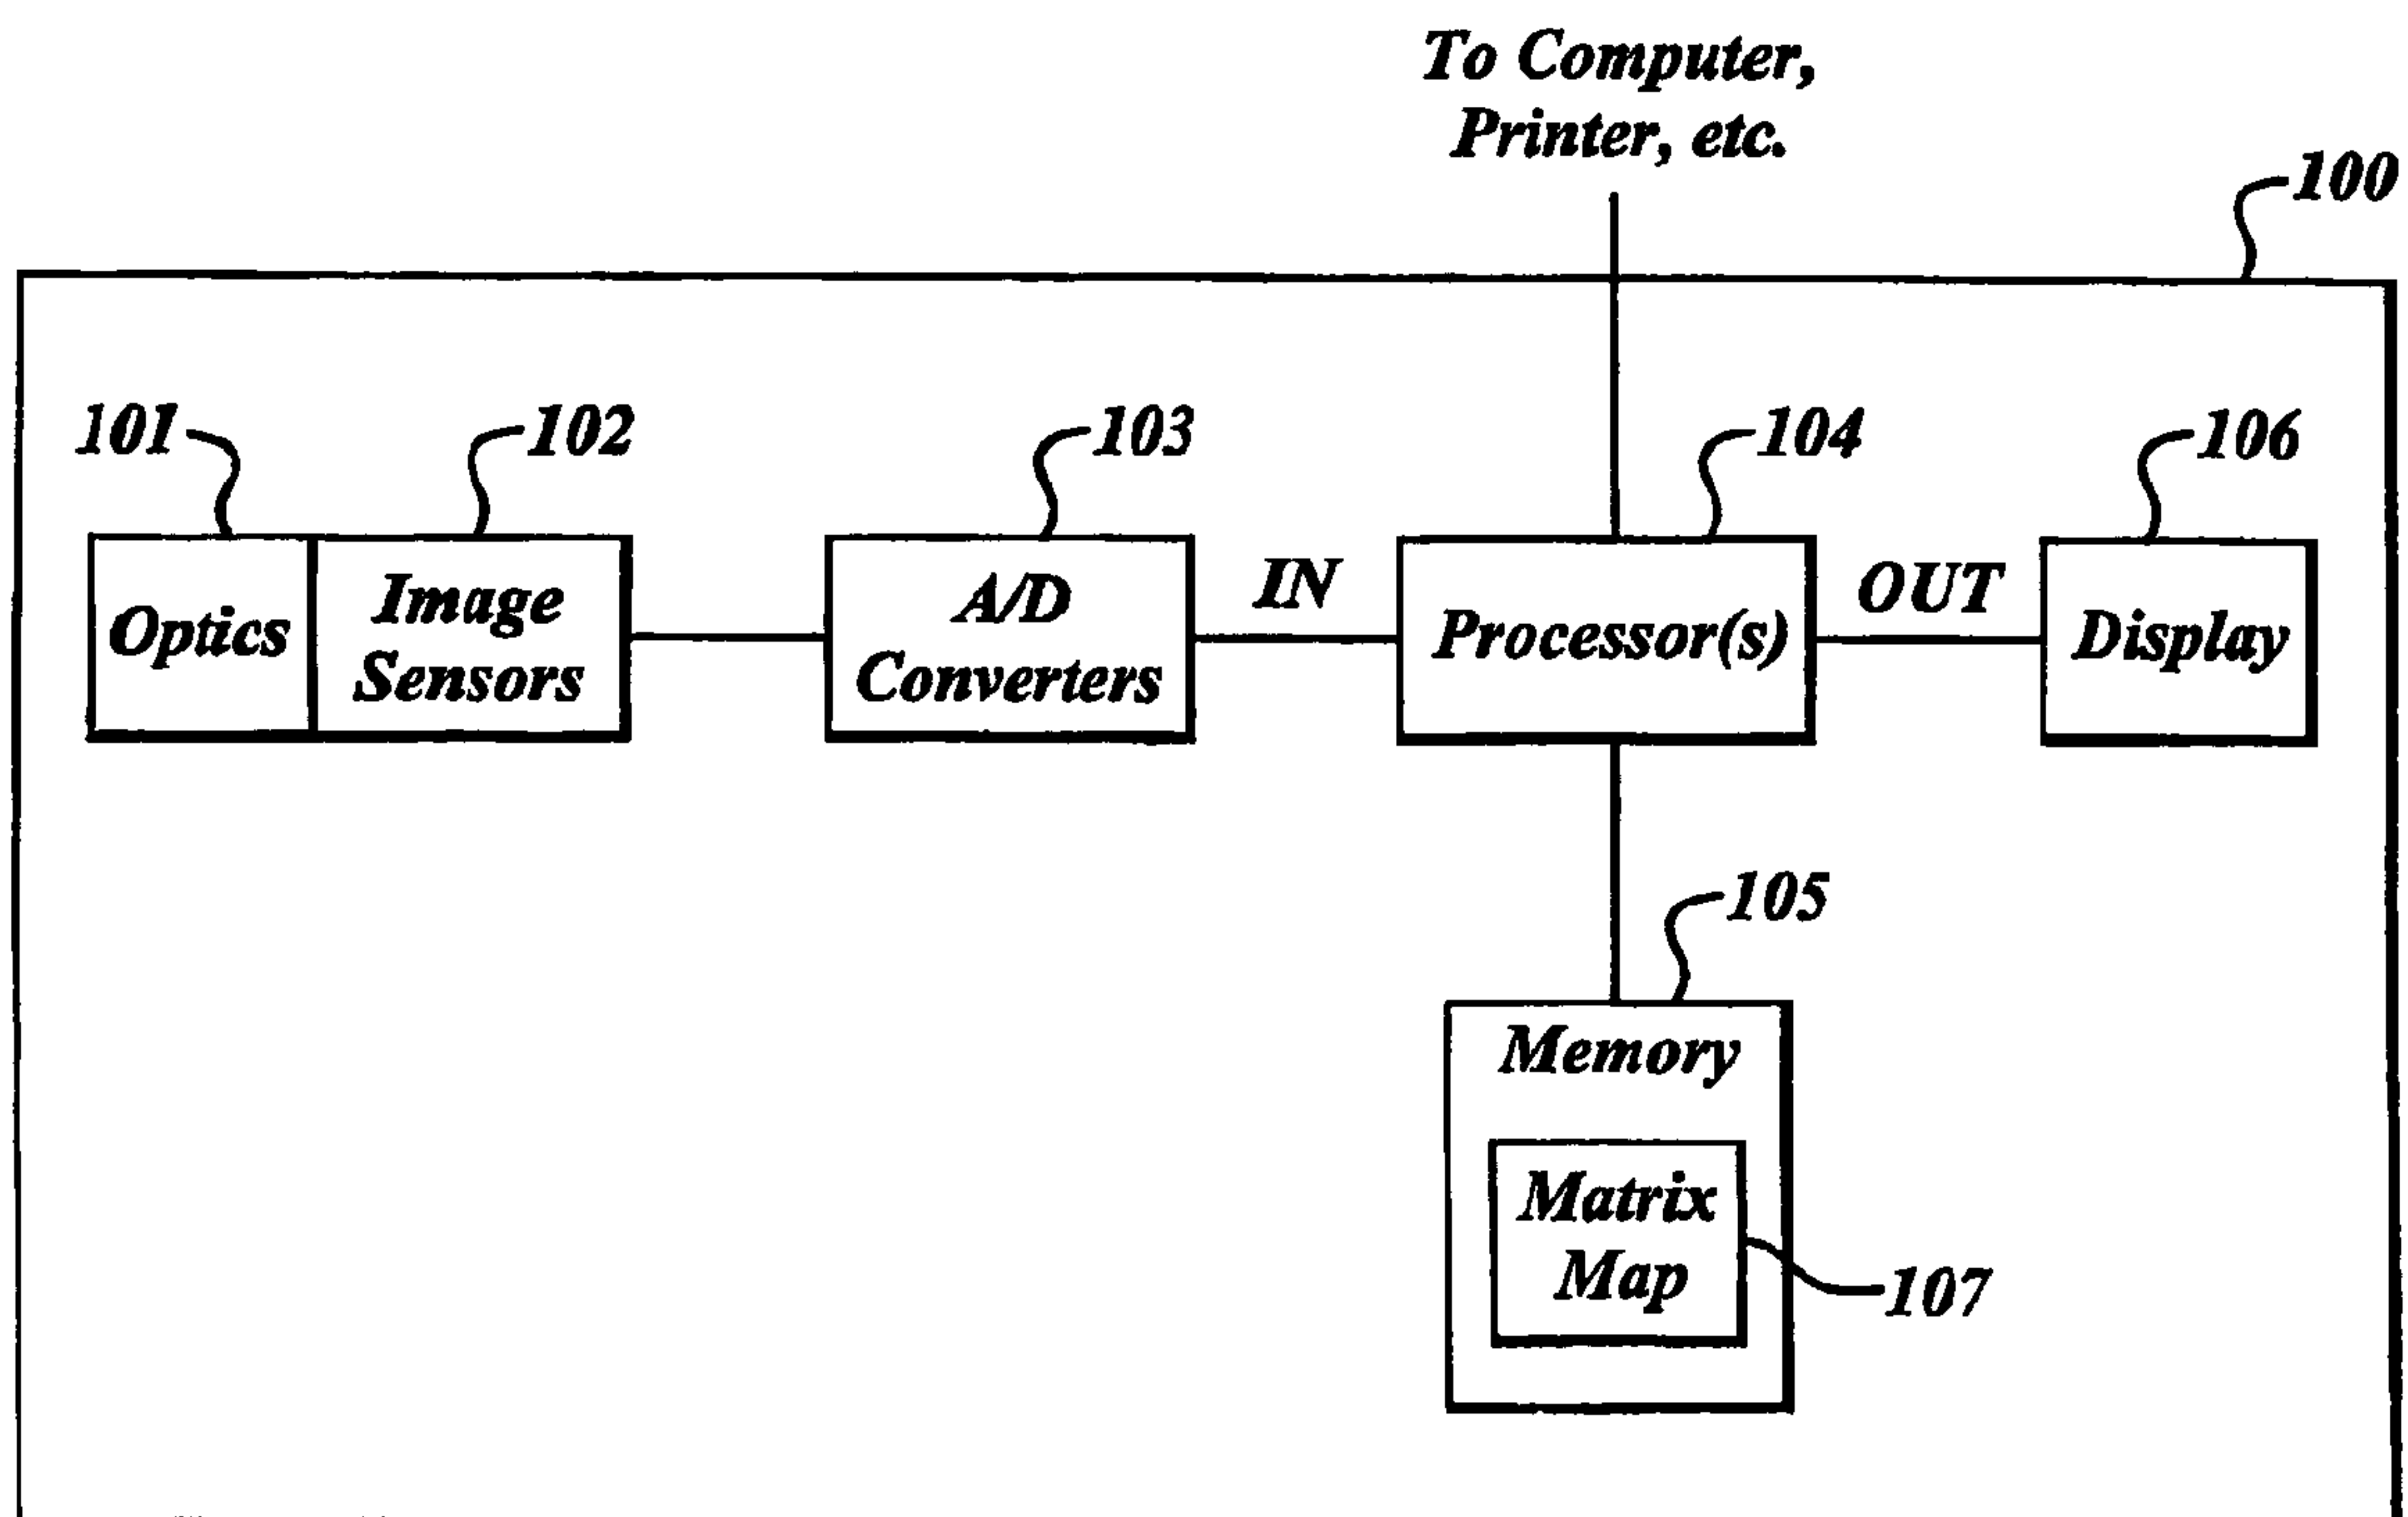 To Computer,
Printer, etc.
100
101
102
103
104
106
Optics
Image
Sensors
A/D
Converters
IN
Processor(s)
OUT
Display
105
Memory
Matrix
Map
107